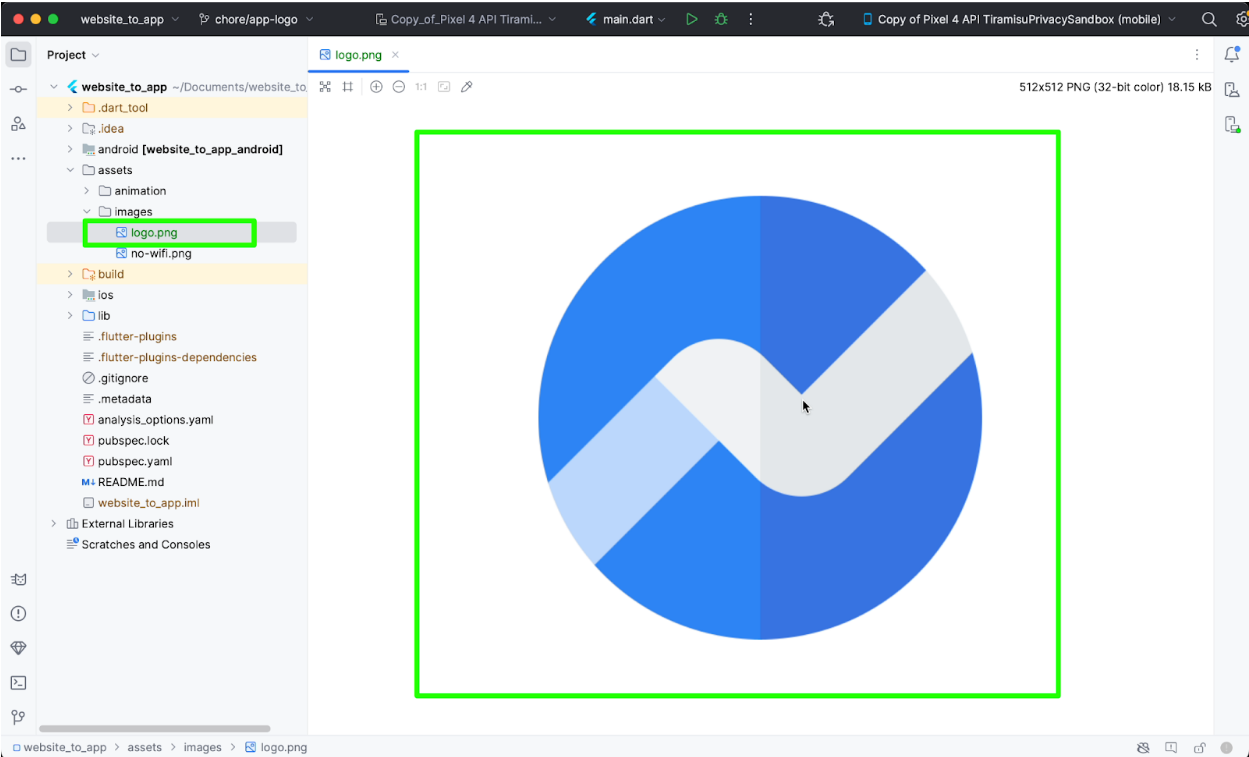 website_to_app
chore/app-logo
Copy_of_Pixel 4 API Tirami...
main.dart
Copy of Pixel 4 API TiramisuPrivacySandbox (mobile)
Project
logo.png
website_to_app ~/Documents/website_to_
1:1
512x512 PNG (32-bit color) 18.15 kB
.dart_tool
.idea
android [website_to_app_android]
assets
animation
images
logo.png
no-wifi.png
build
ios
lib
.flutter-plugins
.flutter-plugins-dependencies
.gitignore
.metadata
analysis_options.yaml
pubspec.lock
pubspec.yaml
M↓ README.md
website_to_app.iml
External Libraries
Scratches and Consoles
website_to_app > assets > images > logo.png